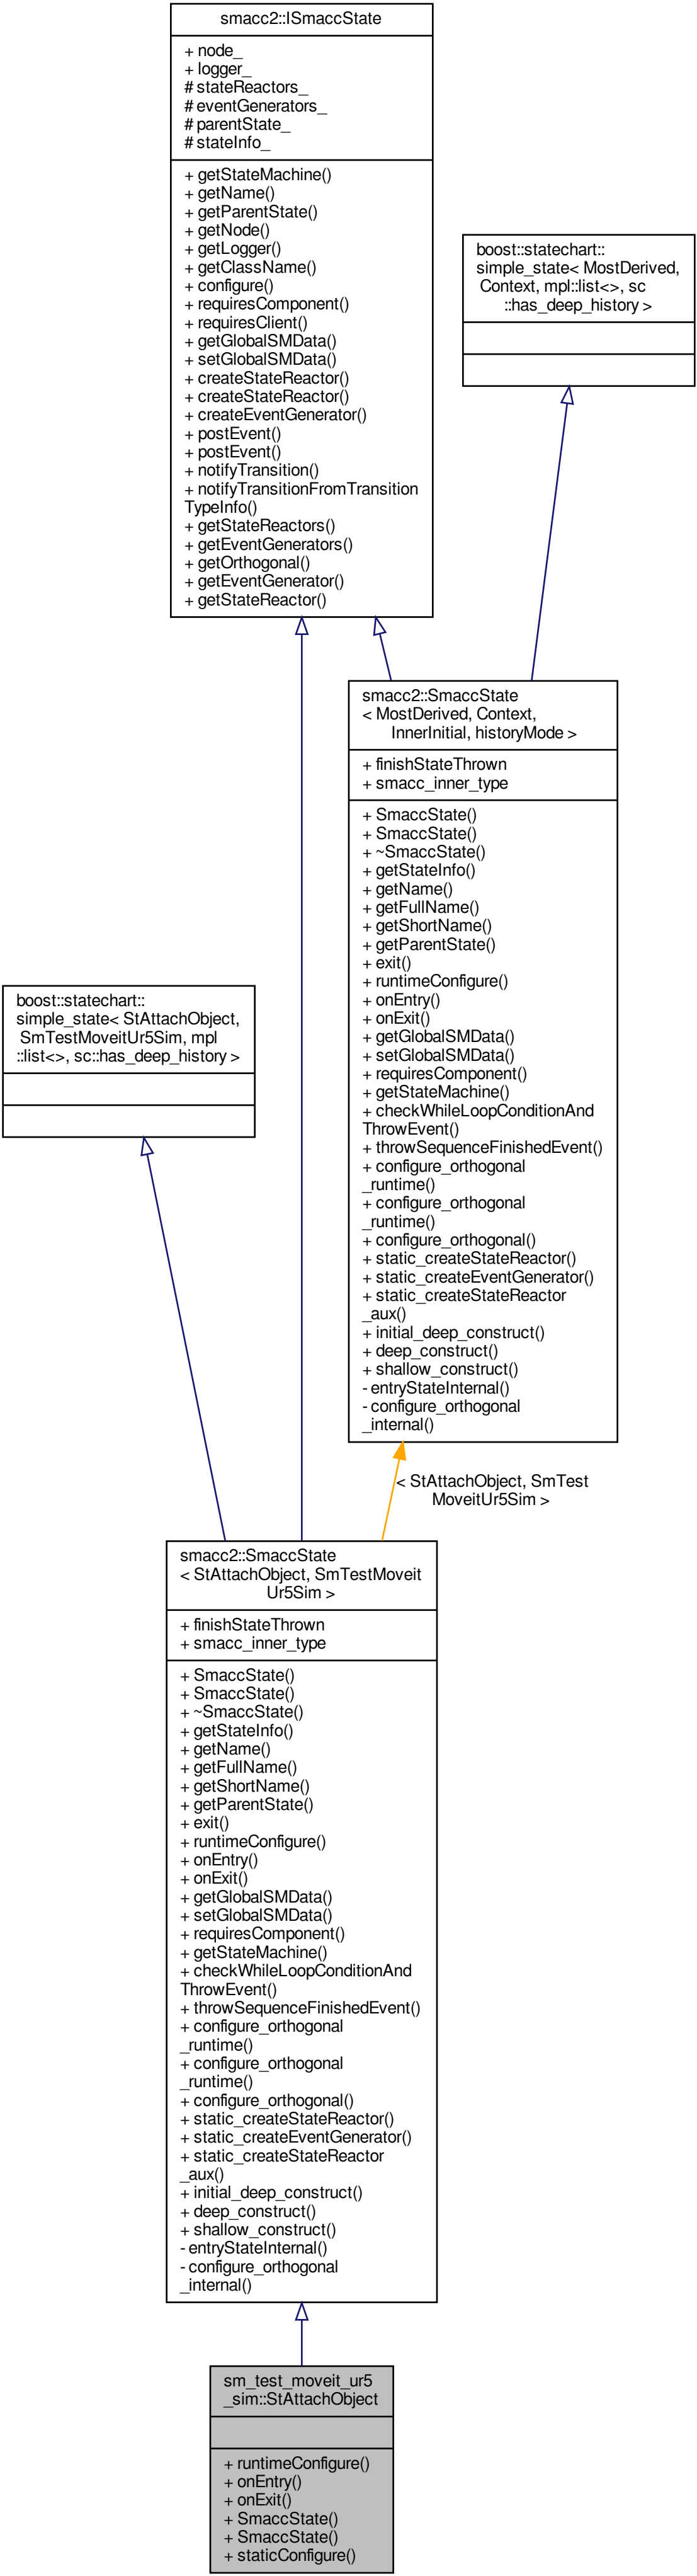 smacc2::ISmaccState
+ node_
+ logger_
# stateReactors_
# eventGenerators_
# parentState_
# stateInfo_
+ getStateMachine()
+ getName()
+ getParentState()
+ getNode()
+ getLogger()
+ getClassName()
+ configure()
+ requiresComponent()
+ requiresClient()
+ getGlobalSMData()
+ setGlobalSMData()
+ createStateReactor()
+ createStateReactor()
+ createEventGenerator()
+ postEvent()
+ postEvent()
+ notifyTransition()
+ notifyTransitionFromTransition
TypeInfo()
+ getStateReactors()
+ getEventGenerators()
+ getOrthogonal()
+ getEventGenerator()
+ getStateReactor()
boost::statechart::
simple_state< MostDerived,
Context, mpl::list<>, sc
::has_deep_history >
smacc2::SmaccState
< MostDerived, Context,
InnerInitial, historyMode >
+ finishStateThrown
+ smacc_inner_type
+ SmaccState()
+ SmaccState()
+ ~SmaccState()
+ getStateInfo()
+ getName()
+ getFullName()
+ getShortName()
+ getParentState()
+ exit()
+ runtimeConfigure()
+ onEntry()
+ onExit()
+ getGlobalSMData()
+ setGlobalSMData()
+ requiresComponent()
+ getStateMachine()
+ checkWhileLoopConditionAnd
ThrowEvent()
+ throwSequenceFinishedEvent()
+ configure_orthogonal
_runtime()
+ configure_orthogonal
_runtime()
+ configure_orthogonal()
+ static_createStateReactor()
+ static_createEventGenerator()
+ static_createStateReactor
_aux()
+ initial_deep_construct()
+ deep_construct()
+ shallow_construct()
- entryStateInternal()
- configure_orthogonal
_internal()
boost::statechart::
simple_state< StAttachObject,
SmTestMoveitUr5Sim, mpl
::list<>, sc::has_deep_history >
< StAttachObject, SmTest
MoveitUr5Sim >
smacc2::SmaccState
< StAttachObject, SmTestMoveit
Ur5Sim >
+ finishStateThrown
+ smacc_inner_type
+ SmaccState()
+ SmaccState()
+ ~SmaccState()
+ getStateInfo()
+ getName()
+ getFullName()
+ getShortName()
+ getParentState()
+ exit()
+ runtimeConfigure()
+ onEntry()
+ onExit()
+ getGlobalSMData()
+ setGlobalSMData()
+ requiresComponent()
+ getStateMachine()
+ checkWhileLoopConditionAnd
ThrowEvent()
+ throwSequenceFinishedEvent()
+ configure_orthogonal
_runtime()
+ configure_orthogonal
_runtime()
+ configure_orthogonal()
+ static_createStateReactor()
+ static_createEventGenerator()
+ static_createStateReactor
_aux()
+ initial_deep_construct()
+ deep_construct()
+ shallow_construct()
- entryStateInternal()
- configure_orthogonal
_internal()
sm_test_moveit_ur5
_sim::StAttachObject
+ runtimeConfigure()
+ onEntry()
+ onExit()
+ SmaccState()
+ SmaccState()
+ staticConfigure()